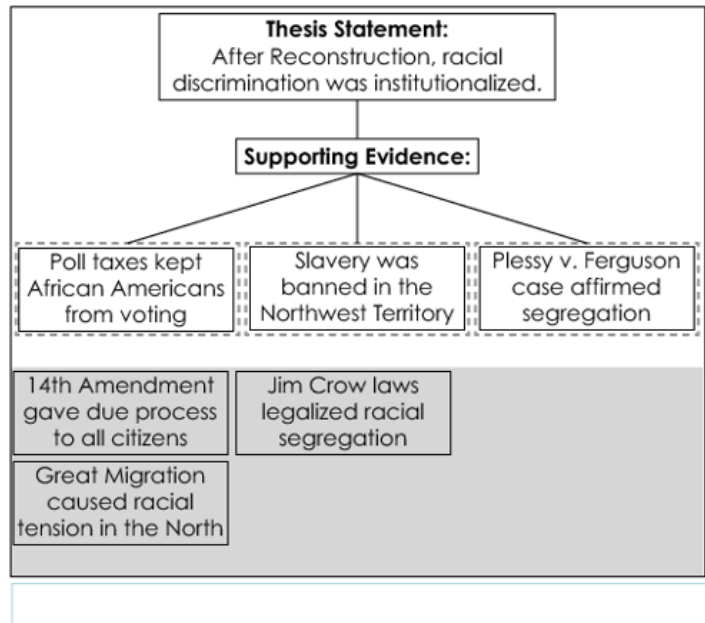 Thesis Statement:
After Reconstruction, racial
discrimination was institutionalized.
Supporting Evidence:
Poll taxes kept
African Americans
from voting
Slavery was
banned in the
Northwest Territory
Plessy v. Ferguson
case affirmed
segregation
14th Amendment
gave due process
to all citizens
Jim Crow laws
legalized racial
segregation
Great Migration
caused racial
tension in the North